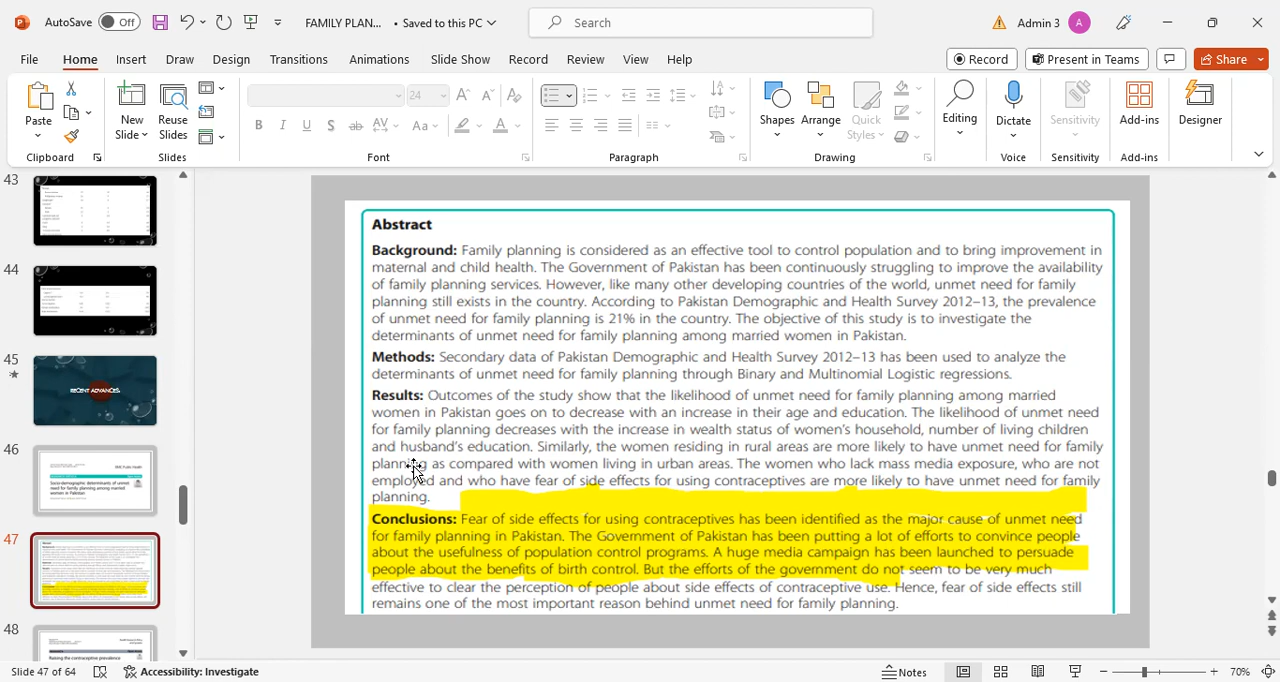 AutoSave Off FAMILY PLAN... • Saved to this PC Search Admin 3 A
File Home Insert Draw Design Transitions Animations Slide Show Record Review View Help Record Present in Teams Share
Paste New Slide Reuse Slides 24 Shapes Arrange Quick Styles Editing Dictate Sensitivity Add-ins Designer
Clipboard Slides Font Paragraph Drawing Voice Sensitivity Add-ins
43
44
45
RECENT ADVANCES
46
Socio-demographic determinants of unmet
need for family planning among married
women in Pakistan
47
48
Raising the contraceptive prevalence
Abstract
Background: Family planning is considered as an effective tool to control population and to bring improvement in
maternal and child health. The Government of Pakistan has been continuously struggling to improve the availability
of family planning services. However, like many other developing countries of the world, unmet need for family
planning still exists in the country. According to Pakistan Demographic and Health Survey 2012–13, the prevalence
of unmet need for family planning is 21% in the country. The objective of this study is to investigate the
determinants of unmet need for family planning among married women in Pakistan.
Methods: Secondary data of Pakistan Demographic and Health Survey 2012–13 has been used to analyze the
determinants of unmet need for family planning through Binary and Multinomial Logistic regressions.
Results: Outcomes of the study show that the likelihood of unmet need for family planning among married
women in Pakistan goes on to decrease with an increase in their age and education. The likelihood of unmet need
for family planning decreases with the increase in wealth status of women's household, number of living children
and husband's education. Similarly, the women residing in rural areas are more likely to have unmet need for family
planning as compared with women living in urban areas. The women who lack mass media exposure, who are not
employed and who have fear of side effects for using contraceptives are more likely to have unmet need for family
planning.
Conclusions: Fear of side effects for using contraceptives has been identified as the major cause of unmet need
for family planning in Pakistan. The Government of Pakistan has been putting a lot of efforts to convince people
about the usefulness of population control programs. A huge media campaign has been launched to persuade
people about the benefits of birth control. But the efforts of the government do not seem to be very much
effective to clear the perception of people about side effects of contraceptive use. Hence, fear of side effects still
remains one of the most important reason behind unmet need for family planning.
Slide 47 of 64 Accessibility: Investigate Notes 70%